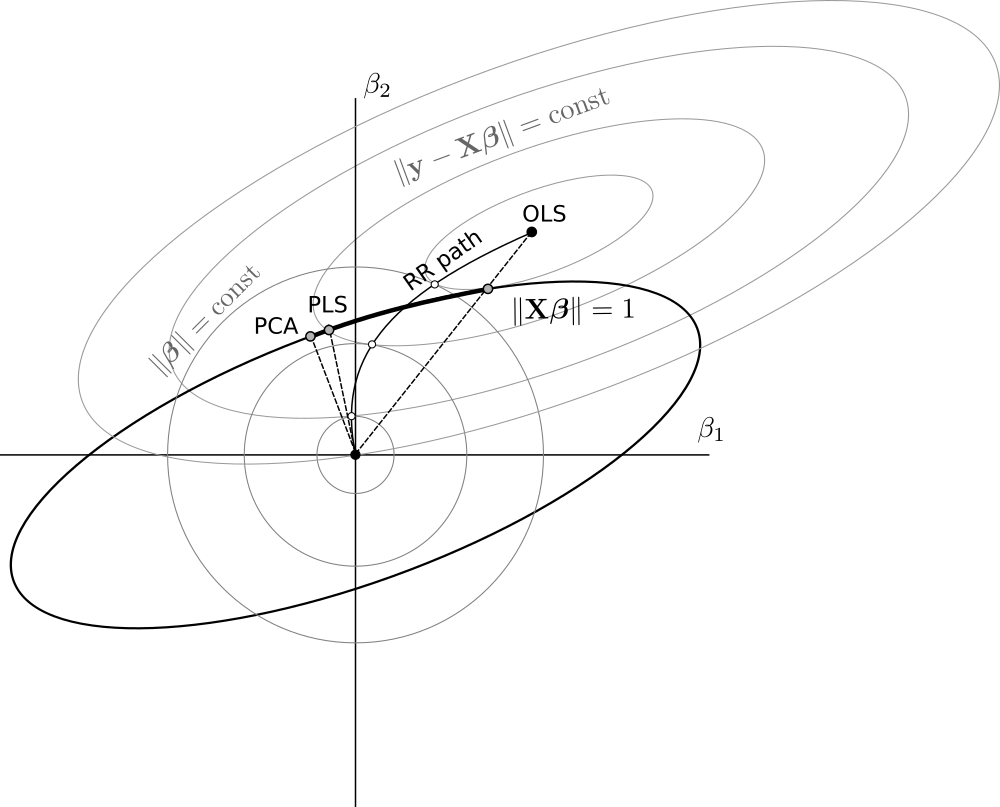 β₂
‖y − Xβ‖ = const
OLS
RR path
‖β‖ = const
PLS
PCA
‖Xβ‖ = 1
β₁